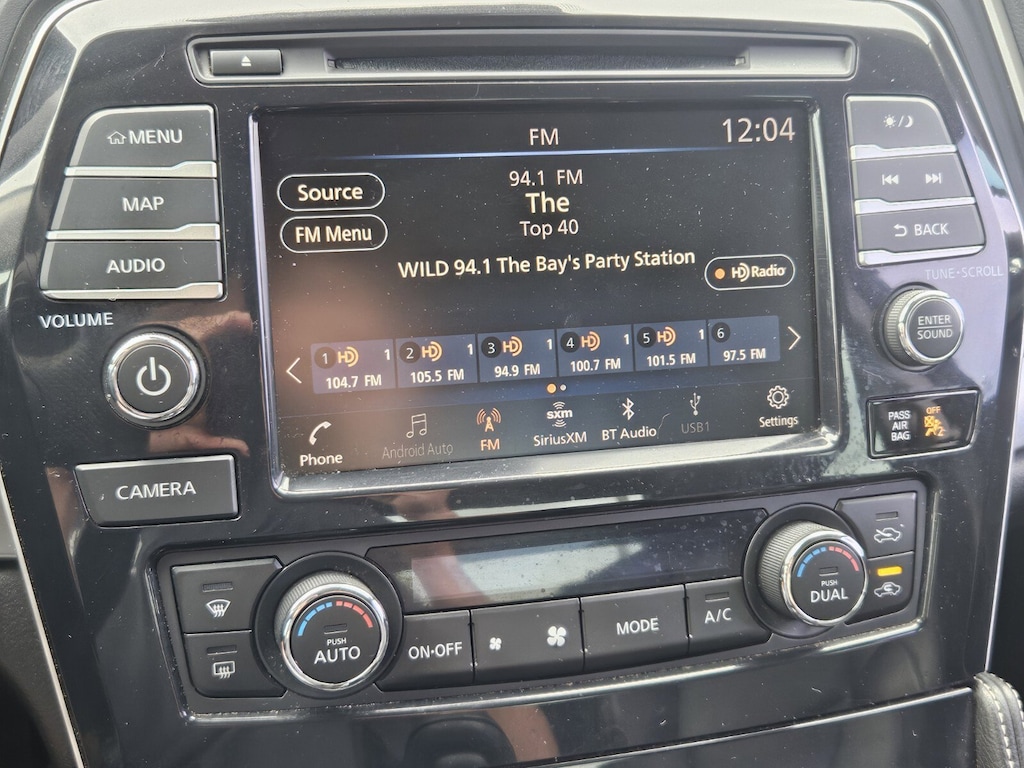 FM
12:04
MENU
MAP
AUDIO
VOLUME
CAMERA
Source
FM Menu
94.1 FM
The
Top 40
WILD 94.1 The Bay's Party Station
HD Radio
1 HD 1
104.7 FM
2 HD 1
105.5 FM
3 HD 1
94.9 FM
4 HD 1
100.7 FM
5 HD 1
101.5 FM
6
97.5 FM
Phone
Android Auto
FM
sxm
SiriusXM
BT Audio
USB1
Settings
BACK
TUNE·SCROLL
ENTER
SOUND
PASS
AIR
BAG
OFF
2
PUSH
AUTO
ON·OFF
MODE
A/C
PUSH
DUAL